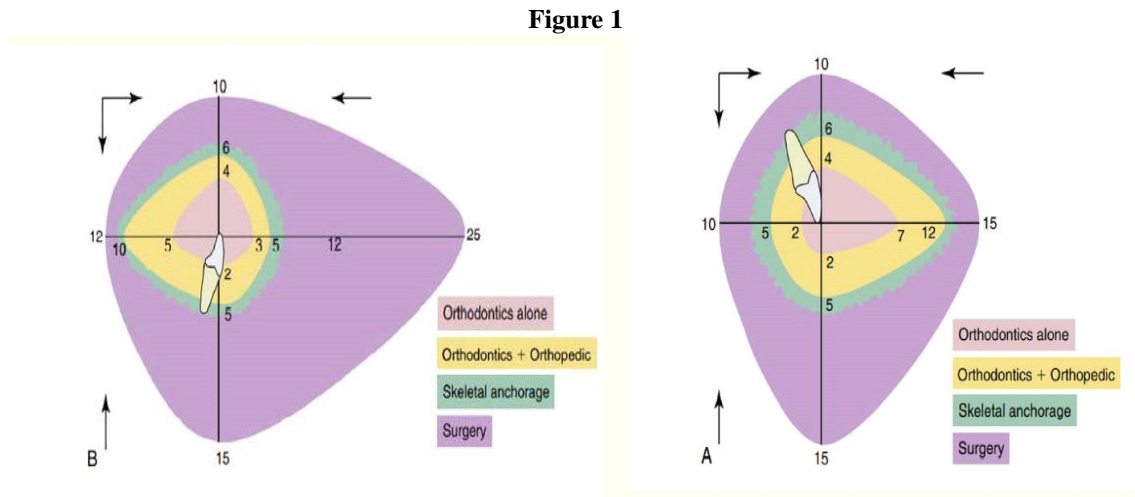 Figure 1
10
6
4
12
10
5
3
5
12
25
2
5
15
B
Orthodontics alone
Orthodontics + Orthopedic
Skeletal anchorage
Surgery
10
6
4
10
5
2
7
12
15
2
5
15
A
Orthodontics alone
Orthodontics + Orthopedic
Skeletal anchorage
Surgery